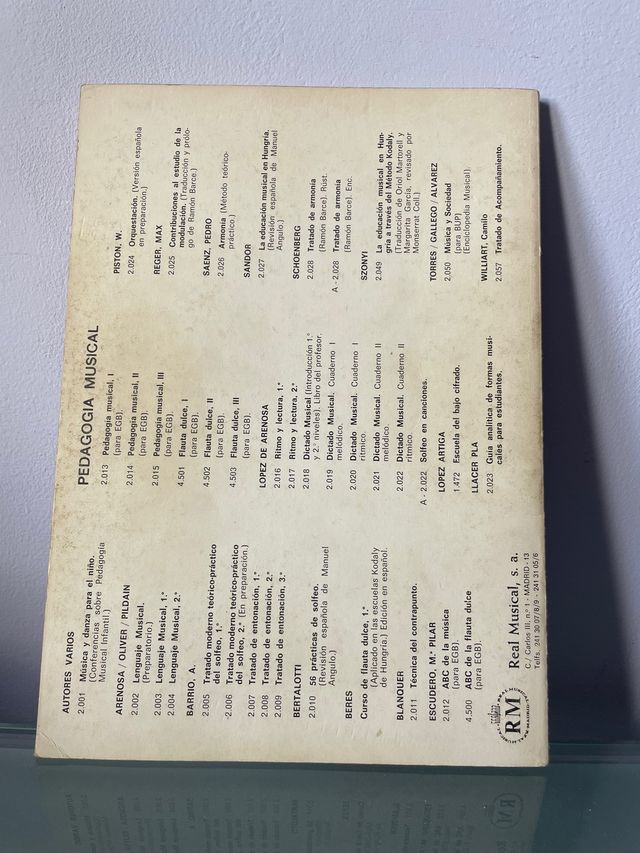 PEDAGOGIA MUSICAL
AUTORES VARIOS
2.001 Música y danza para el niño.
(Conferencias sobre Pedagogía
Musical Infantil.)
ARENOSA / OLIVER / PILDAIN
2.002 Lenguaje Musical.
(Preparatorio.)
2.003 Lenguaje Musical, 1.º
2.004 Lenguaje Musical, 2.º
BARRIO, A.
2.005 Tratado moderno teórico-práctico
del solfeo, 1.º
-2.006 Tratado moderno teórico-práctico
del solfeo, 2.º (En preparación.)
2.007 Tratado de entonación, 1.º
2.008 Tratado de entonación, 2.º
2.009 Tratado de entonación, 3.º
BERTALOTTI
2.010 56 prácticas de solfeo.
(Revisión española de Manuel
Angulo.)
BERES
Curso de flauta dulce, 1.º
(Aplicado en las escuelas Kodaly
de Hungría.) Edición en español.
BLANQUER
2.011 Técnica del contrapunto.
ESCUDERO, M.ª PILAR
2.012 ABC de la música
(para EGB).
4.500 ABC de la flauta dulce
(para EGB).
2.013 Pedagogía musical, I
(para EGB).
2.014 Pedagogía musical, II
(para EGB).
2.015 Pedagogía musical, III
(para EGB).
4.501 Flauta dulce, I
(para EGB).
4.502 Flauta dulce, II
(para EGB).
4.503 Flauta dulce, III
(para EGB).
LOPEZ DE ARENOSA
2.016 Ritmo y lectura, 1.º
2.017 Ritmo y lectura, 2.º
2.018 Dictado Musical (Introducción 1.º
y 2.º niveles). Libro del profesor.
2.019 Dictado Musical, Cuaderno I
melódico.
2.020 Dictado Musical. Cuaderno I
rítmico.
2.021 Dictado Musical. Cuaderno II
melódico.
2.022 Dictado Musical. Cuaderno II
rítmico.
A - 2.022 Solfeo en canciones.
LOPEZ ARTIGA
1.472 Escuela del bajo cifrado.
LLACER PLA
2.023 Guía analítica de formas musi-
cales para estudiantes.
PISTON, W.
2.024 Orquestación. (Versión española
en preparación.)
REGER, MAX
2.025 Contribuciones al estudio de la
modulación. (Traducción y prólo-
go de Ramón Barce.)
SAENZ, PEDRO
2.026 Armonía (Método teórico-
práctico.)
SANDOR
2.027 La educación musical en Hungría.
(Revisión española de Manuel
Angulo.)
SCHOENBERG
2.028 Tratado de armonía
(Ramón Barce). Rust.
A - 2.028 Tratado de armonía
(Ramón Barce). Enc.
SZONYI
2.049 La educación musical en Hun-
gría a través del Método Kodaly.
(Traducción de Oriol Martorell y
Margarita García, revisado por
Monserrat Coll.)
TORRES / GALLEGO / ALVAREZ
2.050 Música y Sociedad
(para BUP)
(Enciclopedia Musical).
WILLIART, Camilo
2.057 Tratado de Acompañamiento.
RM
Real Musical, s. a.
C./ Carlos III, n.º 1 - MADRID - 13
Telfs. 241 30 07/8/9 - 241 31 05/6